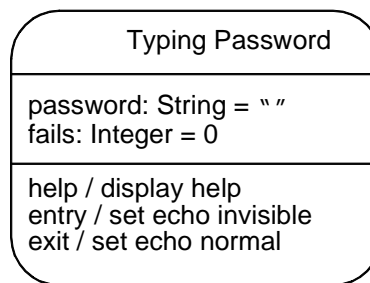 Typing Password
password: String = “ ”
fails: Integer = 0
help / display help
entry / set echo invisible
exit / set echo normal